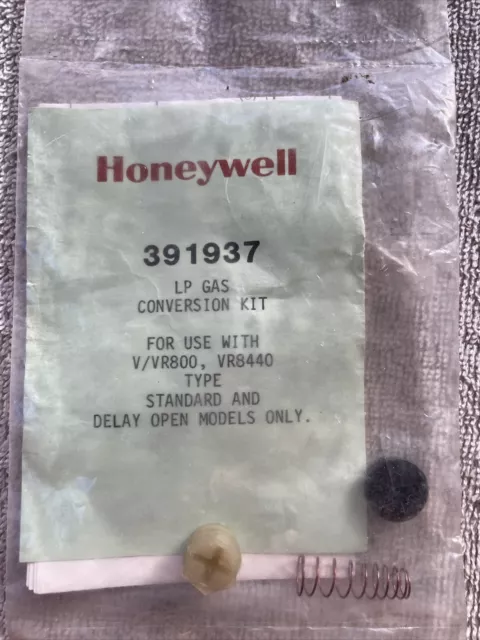 Honeywell
391937
LP GAS
CONVERSION KIT
FOR USE WITH
V/VR800, VR8440
TYPE
STANDARD AND
DELAY OPEN MODELS ONLY.